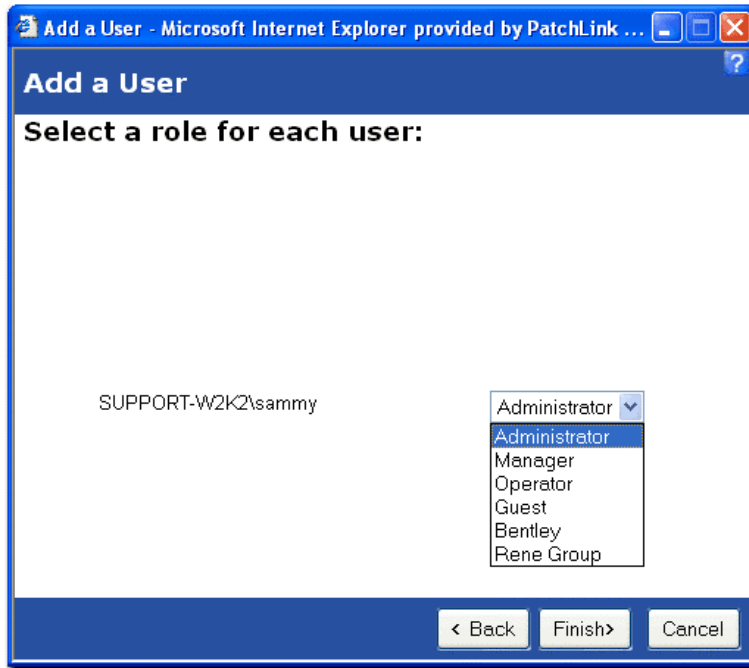 Add a User - Microsoft Internet Explorer provided by PatchLink ...
?
Add a User
Select a role for each user:
SUPPORT-W2K2\sammy
Administrator
Administrator
Manager
Operator
Guest
Bentley
Rene Group
< Back Finish> Cancel